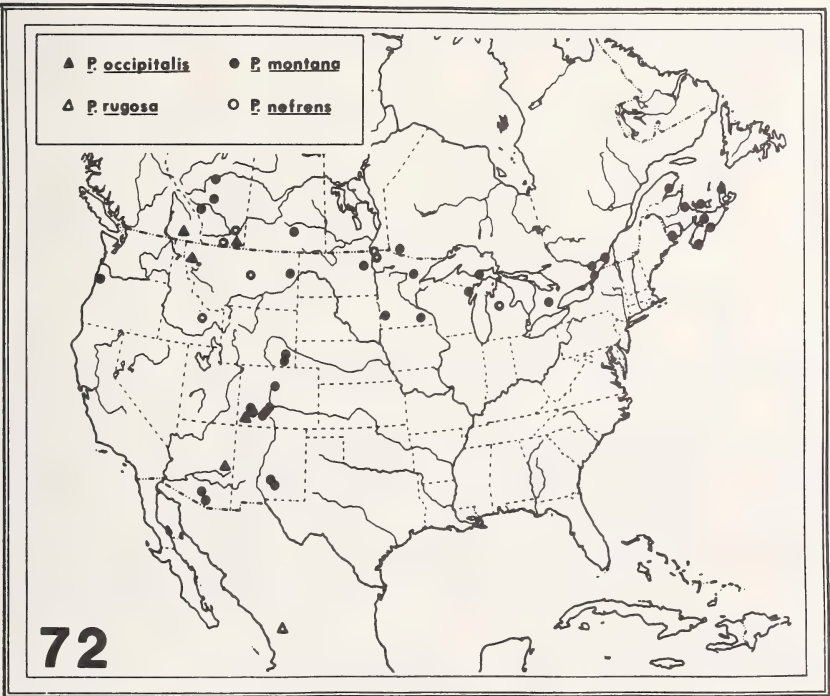 P. occipitalis
P. montana
P. rugosa
P. nefrens
72